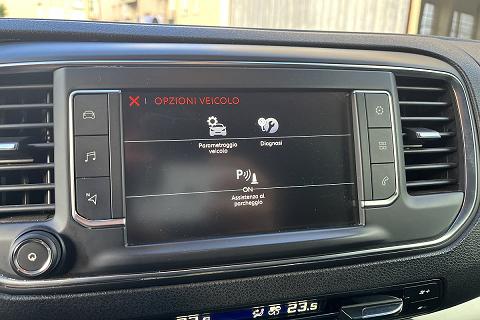 OPZIONI VEICOLO
Parametraggio
veicolo
Diagnosi
P
ON
Assistenza al
parcheggio
N
23.5